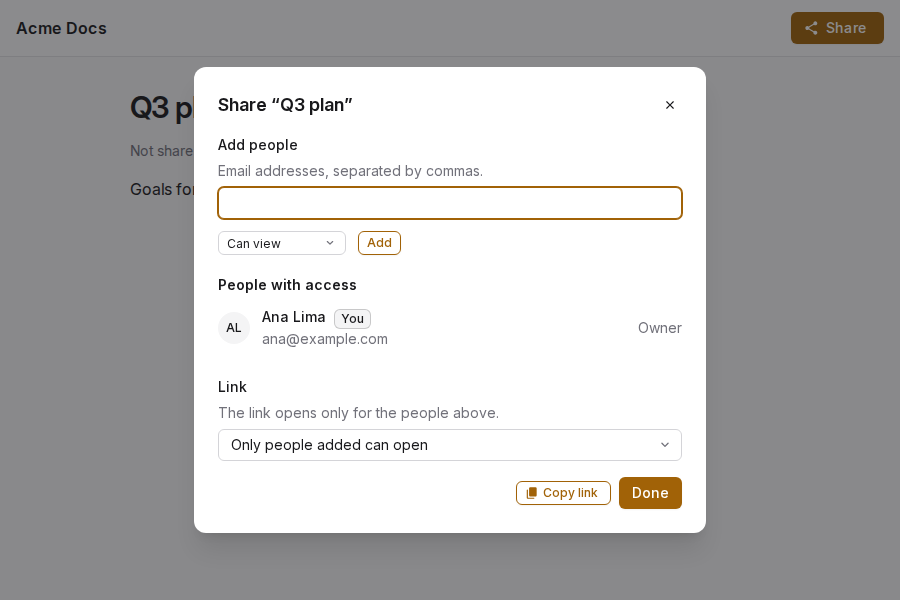 Acme Docs
Share
Q3 p
Not share
Goals for
Share “Q3 plan”
Add people
Email addresses, separated by commas.
Can view
Add
People with access
AL
Ana Lima
You
ana@example.com
Owner
Link
The link opens only for the people above.
Only people added can open
Copy link
Done